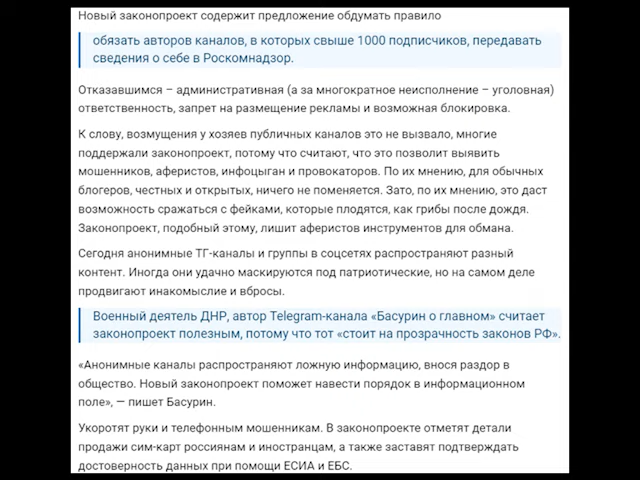 Новый законопроект содержит предложение обдумать правило
обязать авторов каналов, в которых свыше 1000 подписчиков, передавать
сведения о себе в Роскомнадзор.
Отказавшимся – административная (а за многократное неисполнение – уголовная)
ответственность, запрет на размещение рекламы и возможная блокировка.
К слову, возмущения у хозяев публичных каналов это не вызвало, многие
поддержали законопроект, потому что считают, что это позволит выявить
мошенников, аферистов, инфоцыган и провокаторов. По их мнению, для обычных
блогеров, честных и открытых, ничего не поменяется. Зато, по их мнению, это даст
возможность сражаться с фейками, которые плодятся, как грибы после дождя.
Законопроект, подобный этому, лишит аферистов инструментов для обмана.
Сегодня анонимные ТГ-каналы и группы в соцсетях распространяют разный
контент. Иногда они удачно маскируются под патриотические, но на самом деле
продвигают инакомыслие и вбросы.
Военный деятель ДНР, автор Telegram-канала «Басурин о главном» считает
законопроект полезным, потому что тот «стоит на прозрачность законов РФ».
«Анонимные каналы распространяют ложную информацию, внося раздор в
общество. Новый законопроект поможет навести порядок в информационном
поле», — пишет Басурин.
Укоротят руки и телефонным мошенникам. В законопроекте отметят детали
продажи сим-карт россиянам и иностранцам, а также заставят подтверждать
достоверность данных при помощи ЕСИА и ЕБС.